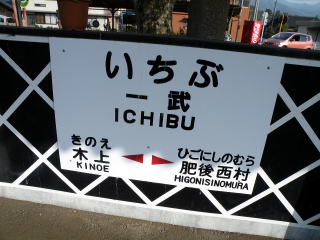 いちぶ
一武
ICHIBU
きのえ
木上
KINOE
ひごにしのむら
肥後西村
HIGONISINOMURA